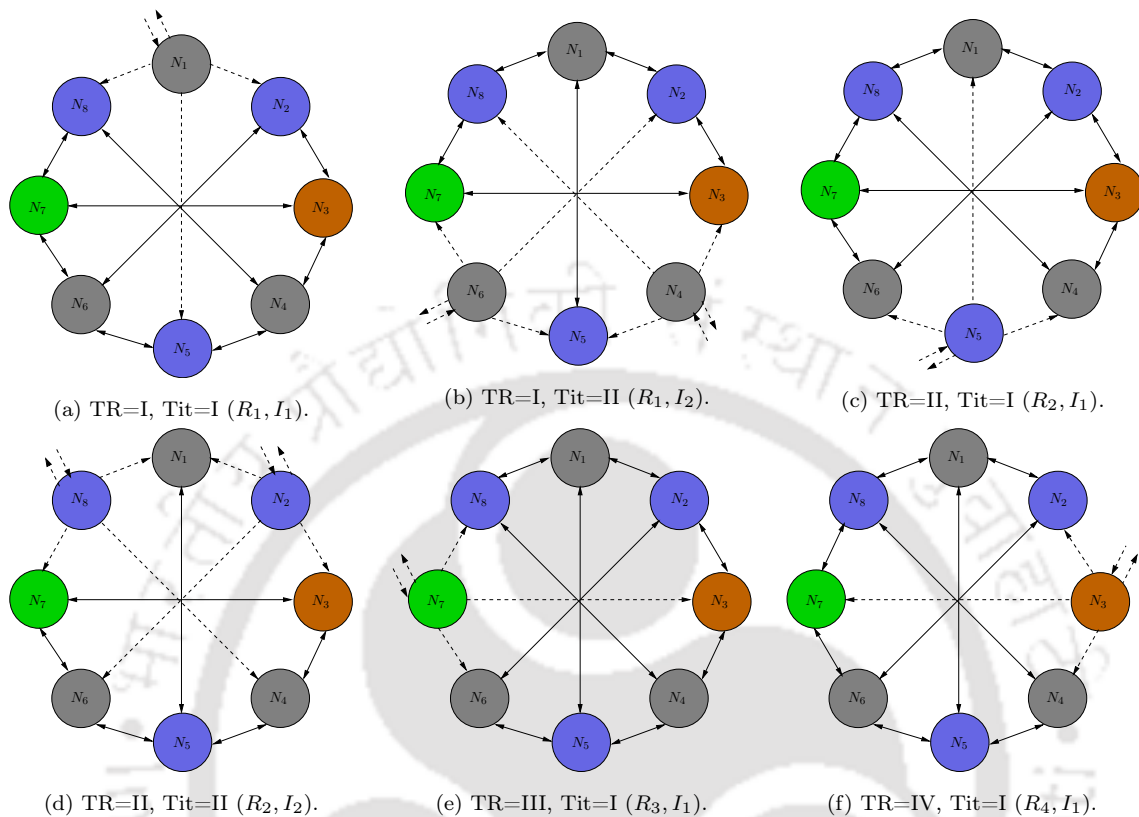 N1
N8
N2
N7
N3
N6
N4
N5
(a) TR=I, Tit=I (R1, I1).
N1
N8
N2
N7
N3
N6
N4
N5
(b) TR=I, Tit=II (R1, I2).
N1
N8
N2
N7
N3
N6
N4
N5
(c) TR=II, Tit=I (R2, I1).
N1
N8
N2
N7
N3
N6
N4
N5
(d) TR=II, Tit=II (R2, I2).
N1
N8
N2
N7
N3
N6
N4
N5
(e) TR=III, Tit=I (R3, I1).
N1
N8
N2
N7
N3
N6
N4
N5
(f) TR=IV, Tit=I (R4, I1).